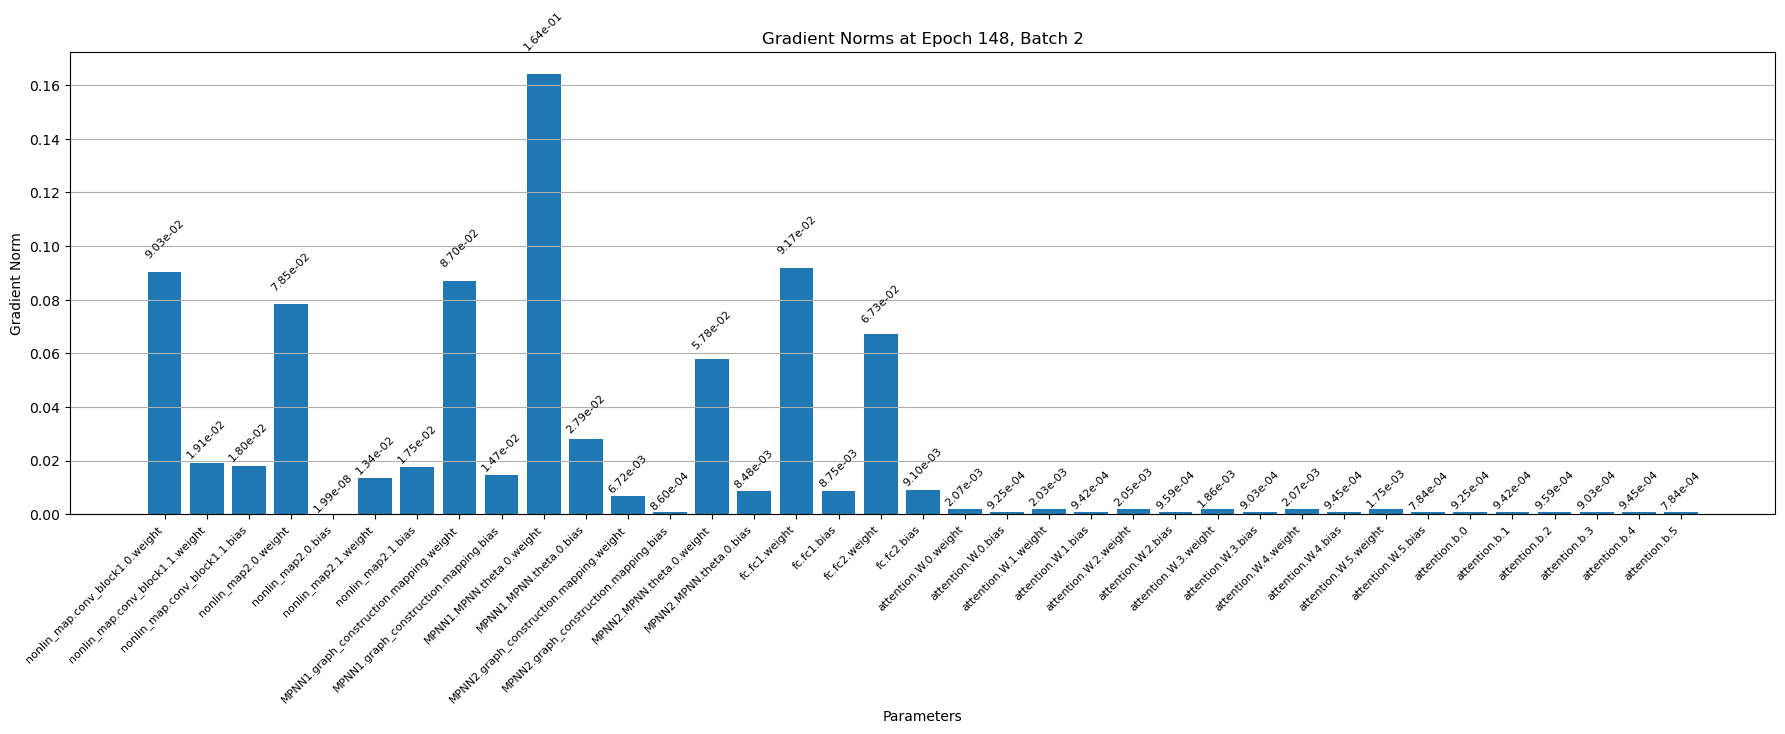 Gradient Norms at Epoch 148, Batch 2
Gradient Norm
0.16
0.14
0.12
0.10
0.08
0.06
0.04
0.02
0.00
9.03e-02
1.91e-02
1.80e-02
7.85e-02
1.99e-08
1.34e-02
1.75e-02
8.70e-02
1.47e-02
1.64e-01
2.79e-02
6.72e-03
8.60e-04
5.78e-02
8.48e-03
9.17e-02
8.75e-03
6.73e-02
9.10e-03
2.07e-03
9.25e-04
2.03e-03
9.42e-04
2.05e-03
9.59e-04
1.86e-03
9.03e-04
2.07e-03
9.45e-04
1.75e-03
7.84e-04
9.25e-04
9.42e-04
9.59e-04
9.03e-04
9.45e-04
7.84e-04
nonlin_map.conv_block1.0.weight
nonlin_map.conv_block1.1.weight
nonlin_map.conv_block1.1.bias
nonlin_map2.0.weight
nonlin_map2.0.bias
nonlin_map2.1.weight
nonlin_map2.1.bias
MPNN1.graph_construction.mapping.weight
MPNN1.graph_construction.mapping.bias
MPNN1.MPNN.theta.0.weight
MPNN1.MPNN.theta.0.bias
MPNN2.graph_construction.mapping.weight
MPNN2.graph_construction.mapping.bias
MPNN2.MPNN.theta.0.weight
MPNN2.MPNN.theta.0.bias
fc.fc1.weight
fc.fc1.bias
fc.fc2.weight
fc.fc2.bias
attention.W.0.weight
attention.W.0.bias
attention.W.1.weight
attention.W.1.bias
attention.W.2.weight
attention.W.2.bias
attention.W.3.weight
attention.W.3.bias
attention.W.4.weight
attention.W.4.bias
attention.W.5.weight
attention.W.5.bias
attention.b.0
attention.b.1
attention.b.2
attention.b.3
attention.b.4
attention.b.5
Parameters